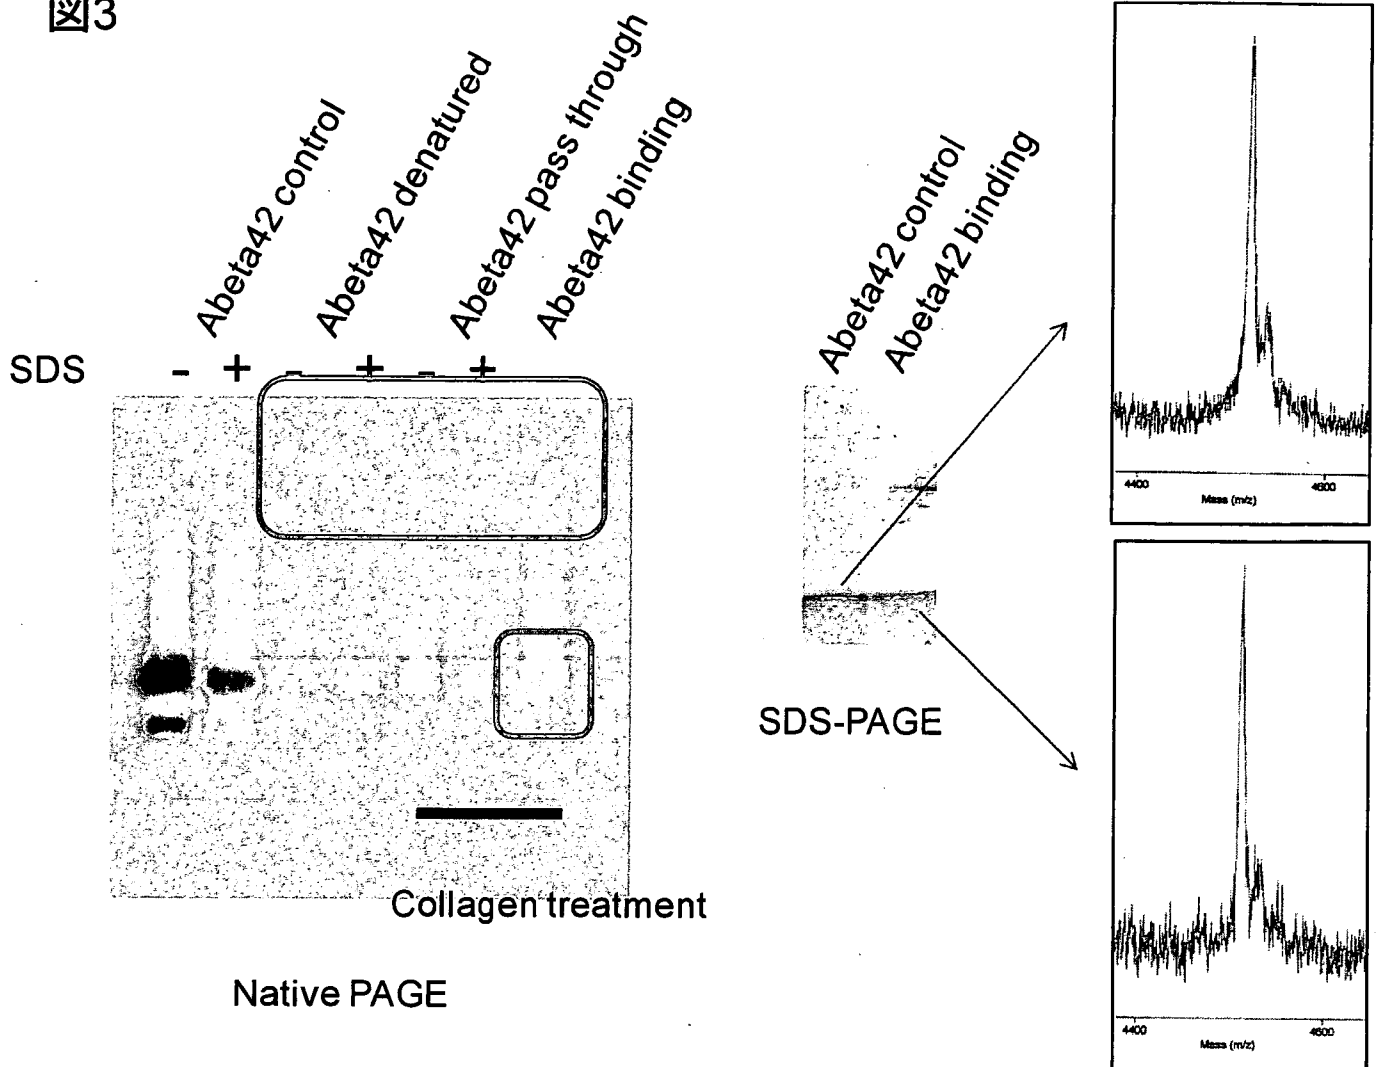 図3
Abeta42 control
Abeta42 denatured
Abeta42 pass through
Abeta42 binding
SDS - + - + - +
Collagen treatment
Native PAGE
Abeta42 control
Abeta42 binding
SDS-PAGE
4400 4600
Mass (m/z)
4400 4600
Mass (m/z)